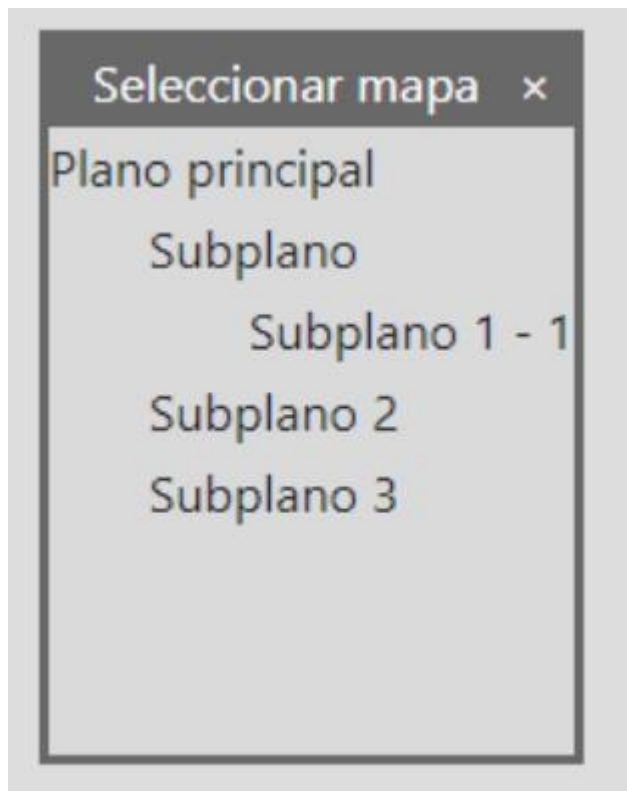 Seleccionar mapa ×
Plano principal
Subplano
Subplano 1 - 1
Subplano 2
Subplano 3